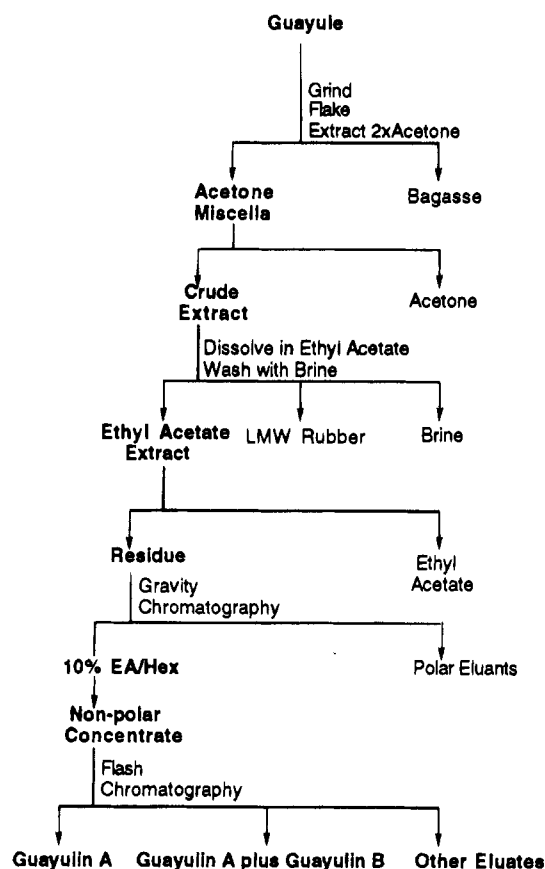 Guayule
Grind
Flake
Extract 2xAcetone
Acetone
Miscella
Bagasse
Crude
Extract
Acetone
Dissolve in Ethyl Acetate
Wash with Brine
Ethyl Acetate
Extract
LMW Rubber
Brine
Residue
Ethyl
Acetate
Gravity
Chromatography
10% EA/Hex
Polar Eluants
Non-polar
Concentrate
Flash
Chromatography
Guayulin A
Guayulin A plus Guayulin B
Other Eluates